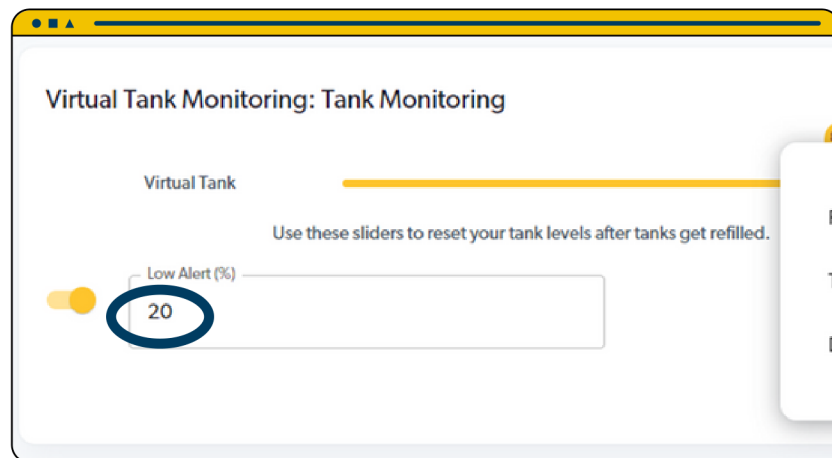 Virtual Tank Monitoring: Tank Monitoring
Virtual Tank
Use these sliders to reset your tank levels after tanks get refilled.
Low Alert (%)
20